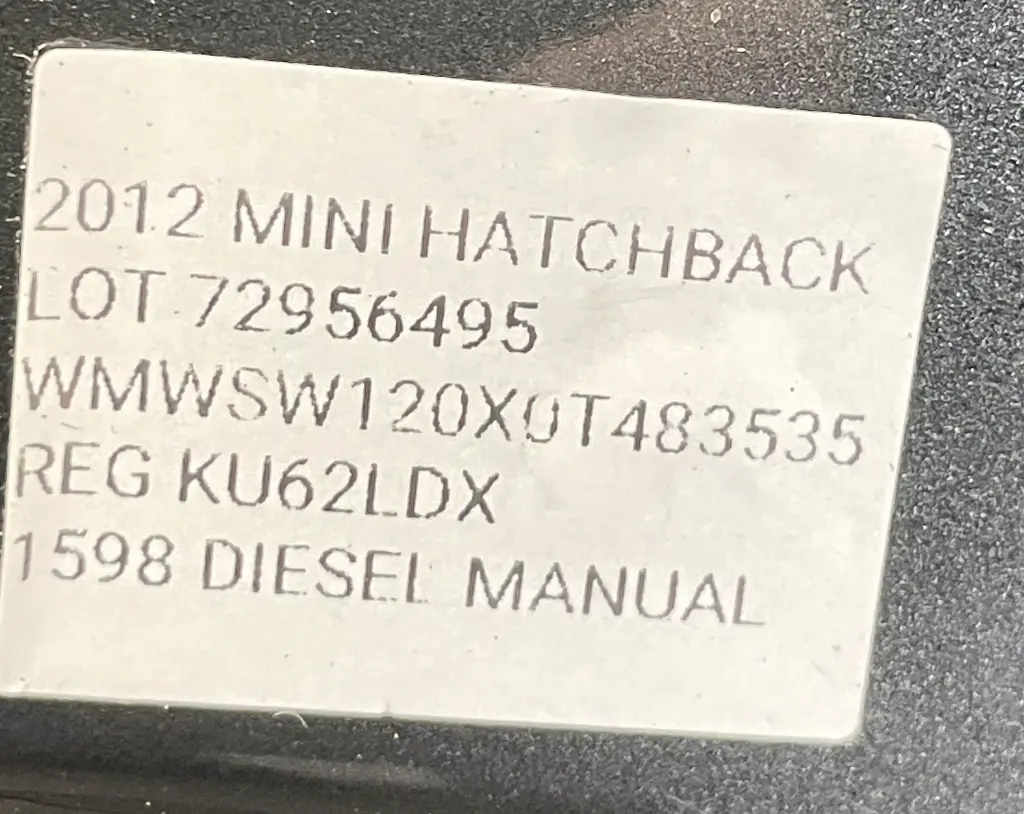 2012 MINI HATCHBACK
LOT 72956495
WMWSW120X0T483535
REG KU62LDX
1598 DIESEL MANUAL